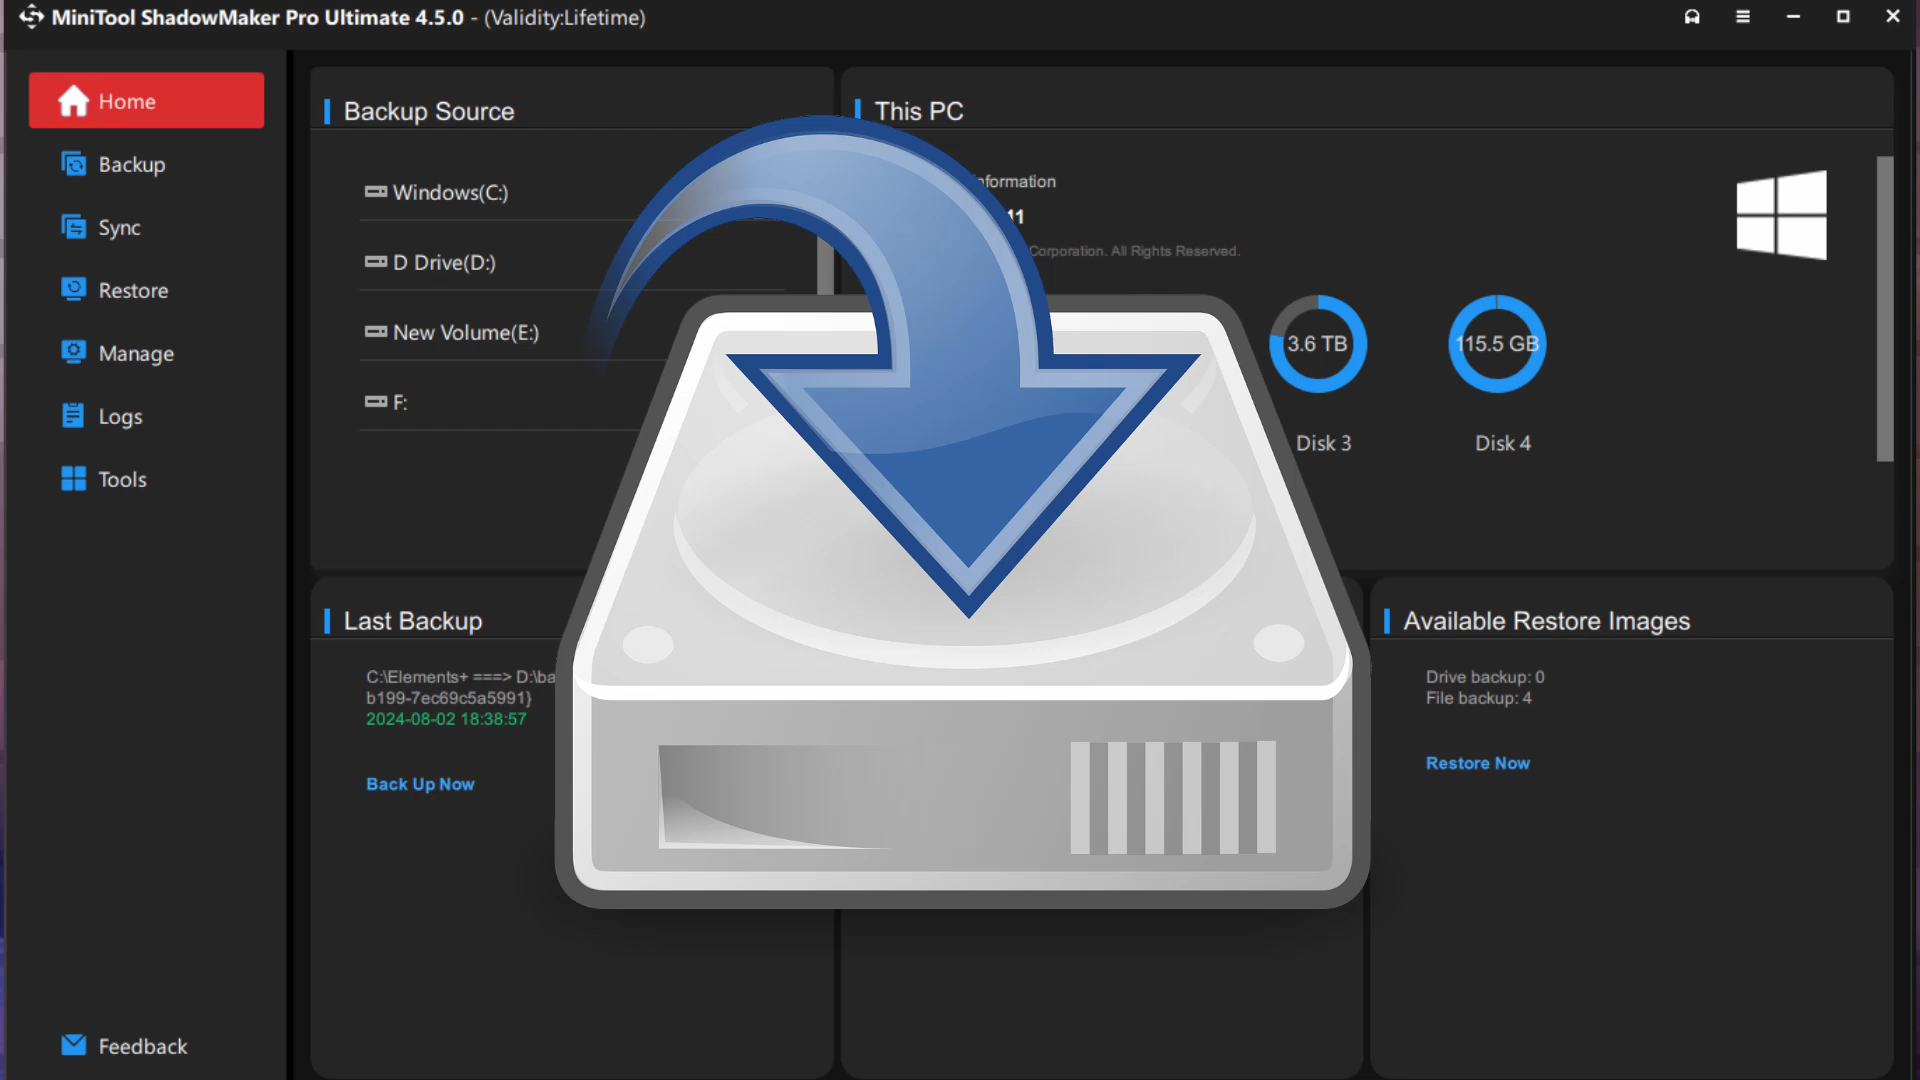 MiniTool ShadowMaker Pro Ultimate 4.5.0 - (Validity:Lifetime)
Home
Backup
Sync
Restore
Manage
Logs
Tools
Feedback
Backup Source
Windows(C:)
D Drive(D:)
New Volume(E:)
F:
This PC
11
Corporation. All Rights Reserved.
3.6 TB
115.5 GB
Disk 3
Disk 4
Last Backup
C:\Elements+ ===> D:\ba
b199-7ec69c5a5991}
2024-08-02 18:38:57
Back Up Now
Available Restore Images
Drive backup: 0
File backup: 4
Restore Now